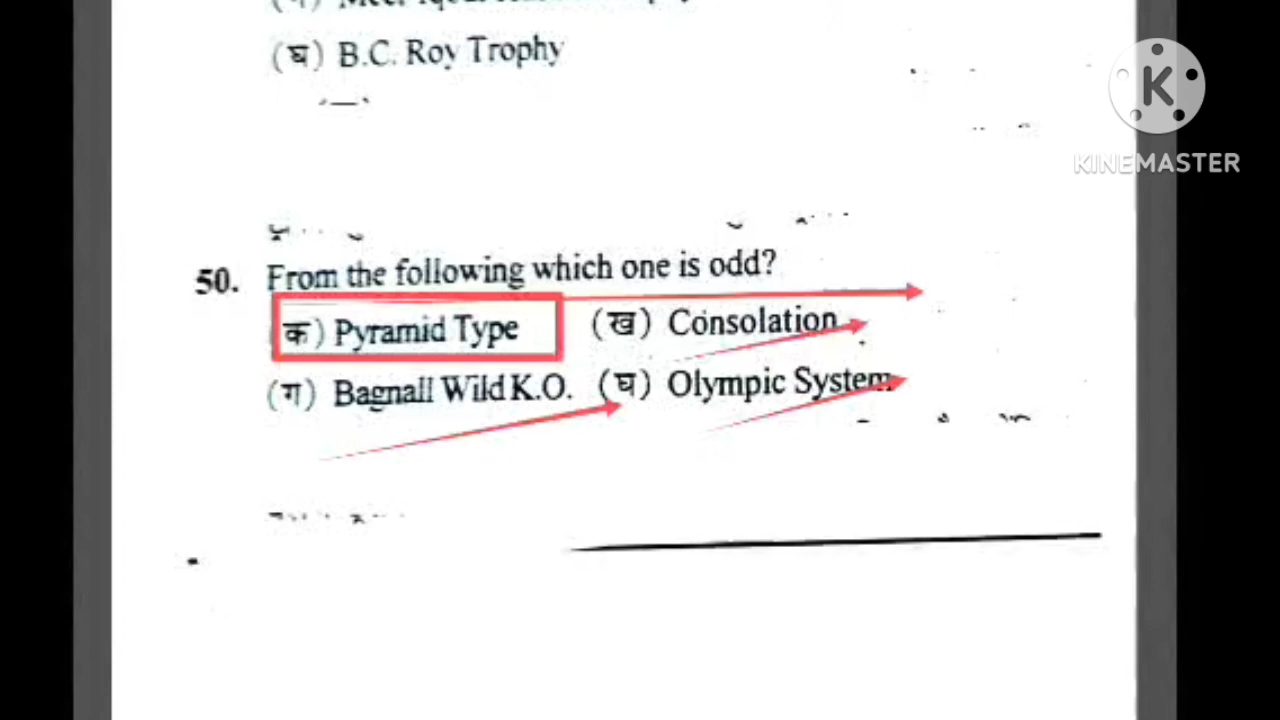 (घ) B.C. Roy Trophy
K
KINEMASTER
50. From the following which one is odd?
(क) Pyramid Type (ख) Consolation
(ग) Bagnall Wild K.O. (घ) Olympic System